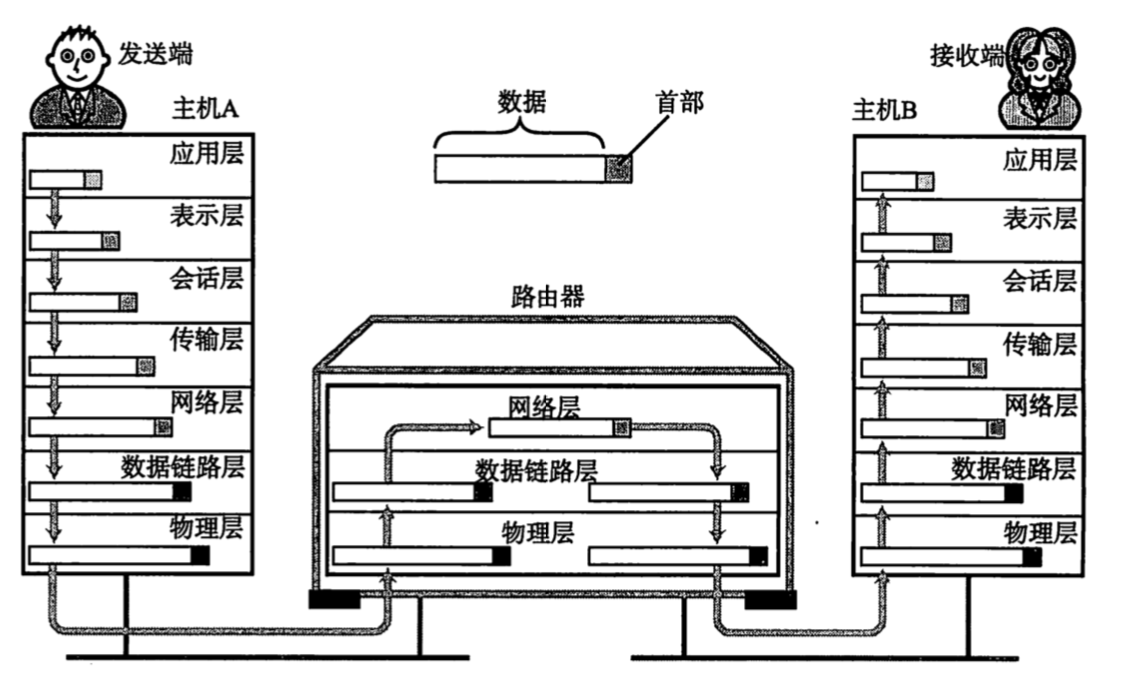 发送端
主机A
应用层
表示层
会话层
传输层
网络层
数据链路层
物理层
数据
首部
路由器
网络层
数据链路层
物理层
接收端
主机B
应用层
表示层
会话层
传输层
网络层
数据链路层
物理层